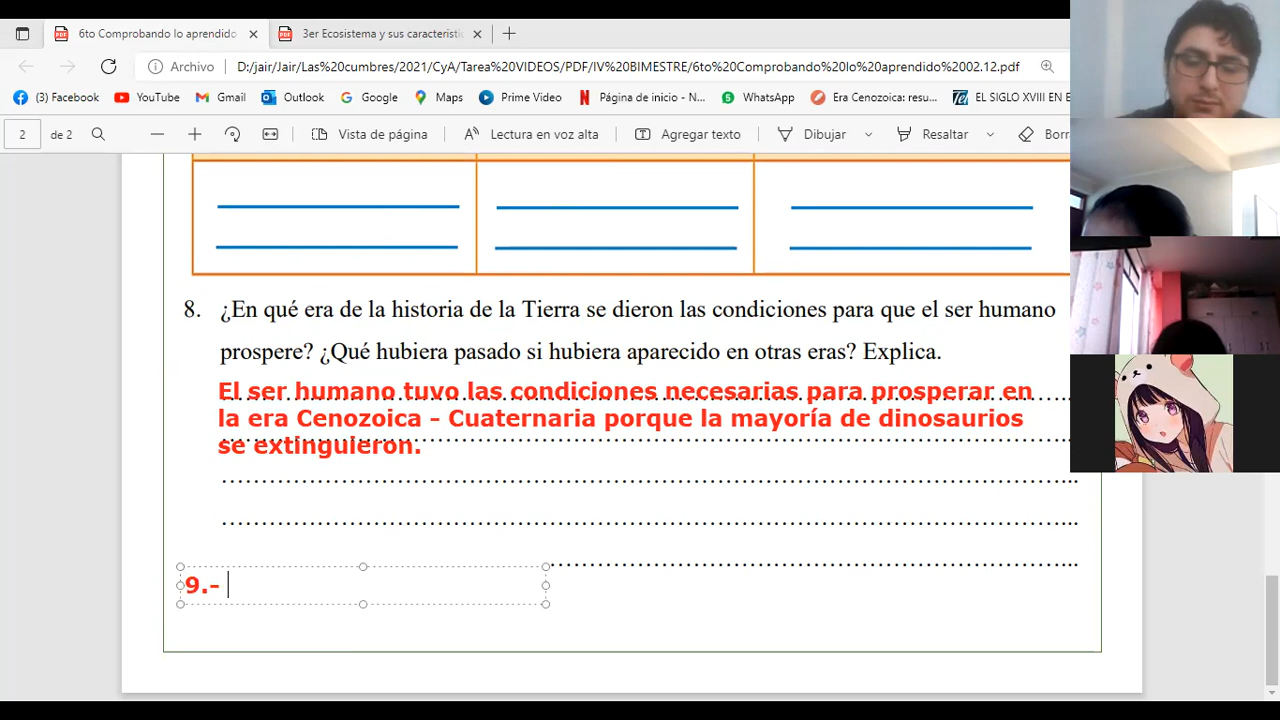 6to Comprobando lo aprendido
3er Ecosistema y sus característi
Archivo D:/jair/Jair/Las%20cumbres/2021/CyA/Tarea%20VIDEOS/PDF/IV%20BIMESTRE/6to%20Comprobando%20lo%20aprendido%2002.12.pdf
(3) Facebook YouTube Gmail Outlook Google Maps Prime Video Página de inicio - N... WhatsApp Era Cenozoica: resu... EL SIGLO XVIII EN E
2 de 2 Vista de página Lectura en voz alta Agregar texto Dibujar Resaltar Borr
8. ¿En qué era de la historia de la Tierra se dieron las condiciones para que el ser humano
prospere? ¿Qué hubiera pasado si hubiera aparecido en otras eras? Explica.
El ser humano tuvo las condiciones necesarias para prosperar en
la era Cenozoica - Cuaternaria porque la mayoría de dinosaurios
se extinguieron.
9.-